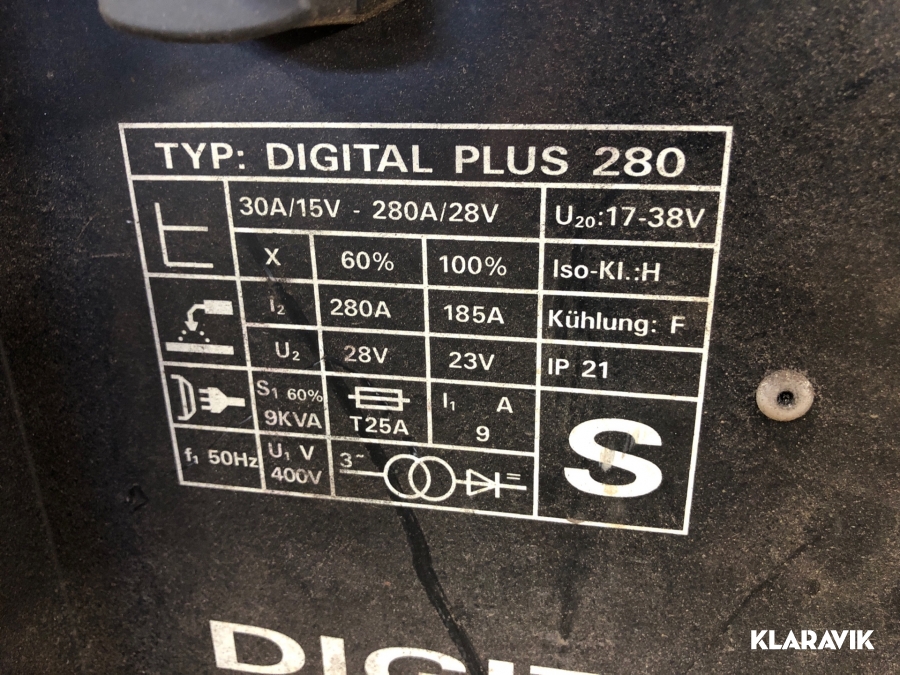 TYP: DIGITAL PLUS 280
30A/15V - 280A/28V
U₂₀:17-38V
X 60% 100%
Iso-Kl.:H
I₂ 280A 185A
Kühlung: F
U₂ 28V 23V
IP 21
S₁ 60%
9KVA
T25A
I₁ A
9
S
f₁ 50Hz
U₁ V
400V
3~
KLARAVIK